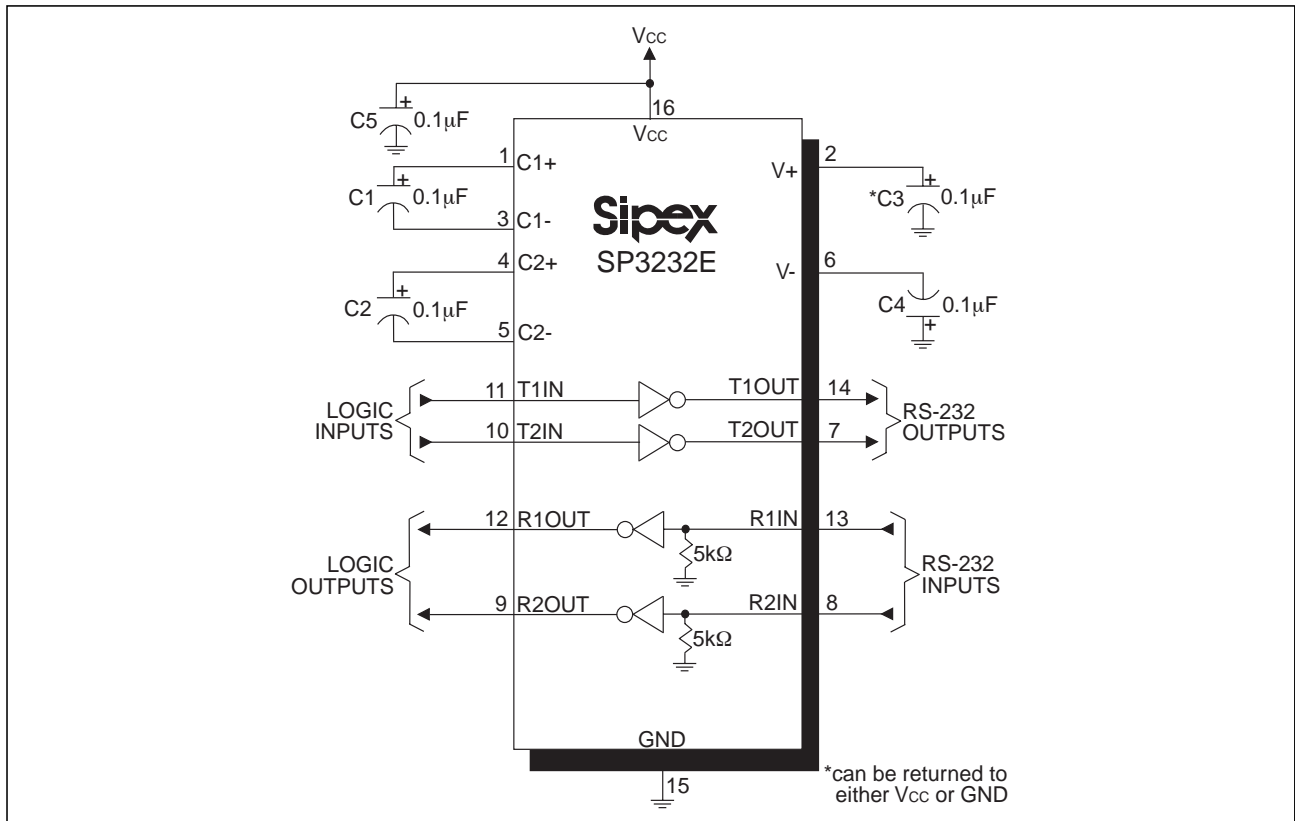 VCC
16
VCC
C5
+
0.1µF
1
C1+
C1
+
0.1µF
3
C1-
4
C2+
C2
+
0.1µF
5
C2-
Sipex
SP3232E
V+
2
*C3
+
0.1µF
V-
6
C4
0.1µF
+
LOGIC
INPUTS
11
T1IN
T1OUT
14
10
T2IN
T2OUT
7
RS-232
OUTPUTS
LOGIC
OUTPUTS
12
R1OUT
R1IN
13
5kΩ
9
R2OUT
R2IN
8
5kΩ
RS-232
INPUTS
GND
15
*can be returned to
either VCC or GND